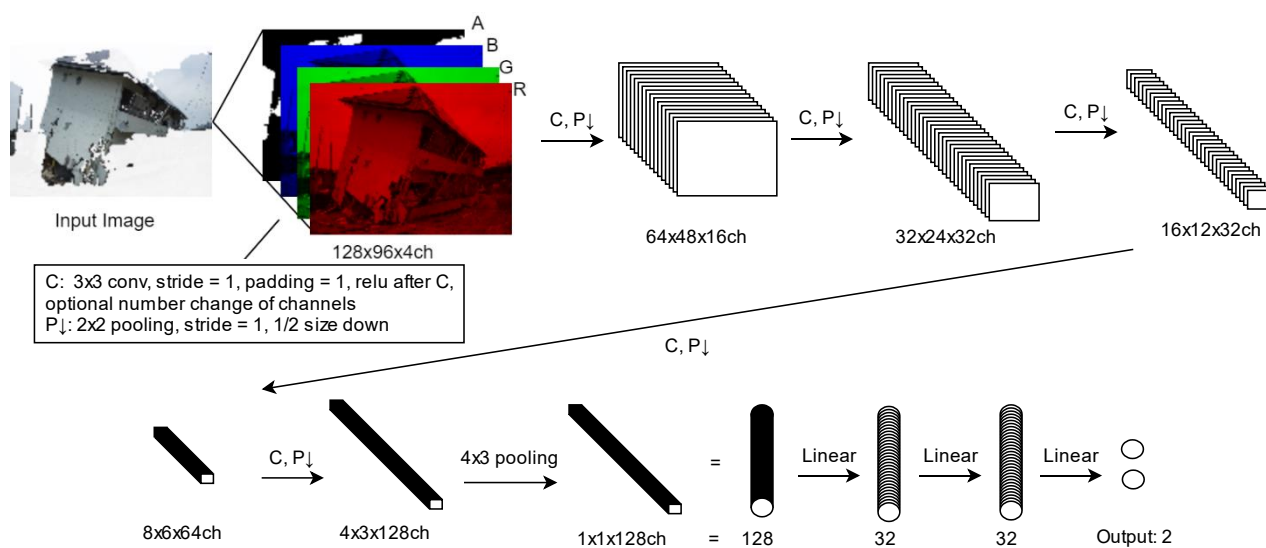 A
B
G
R
Input Image
128x96x4ch
C, P↓
64x48x16ch
C, P↓
32x24x32ch
C, P↓
16x12x32ch
C: 3x3 conv, stride = 1, padding = 1, relu after C,
optional number change of channels
P↓: 2x2 pooling, stride = 1, 1/2 size down
C, P↓
8x6x64ch
C, P↓
4x3x128ch
4x3 pooling
1x1x128ch
=
=
128
Linear
32
Linear
32
Linear
Output: 2